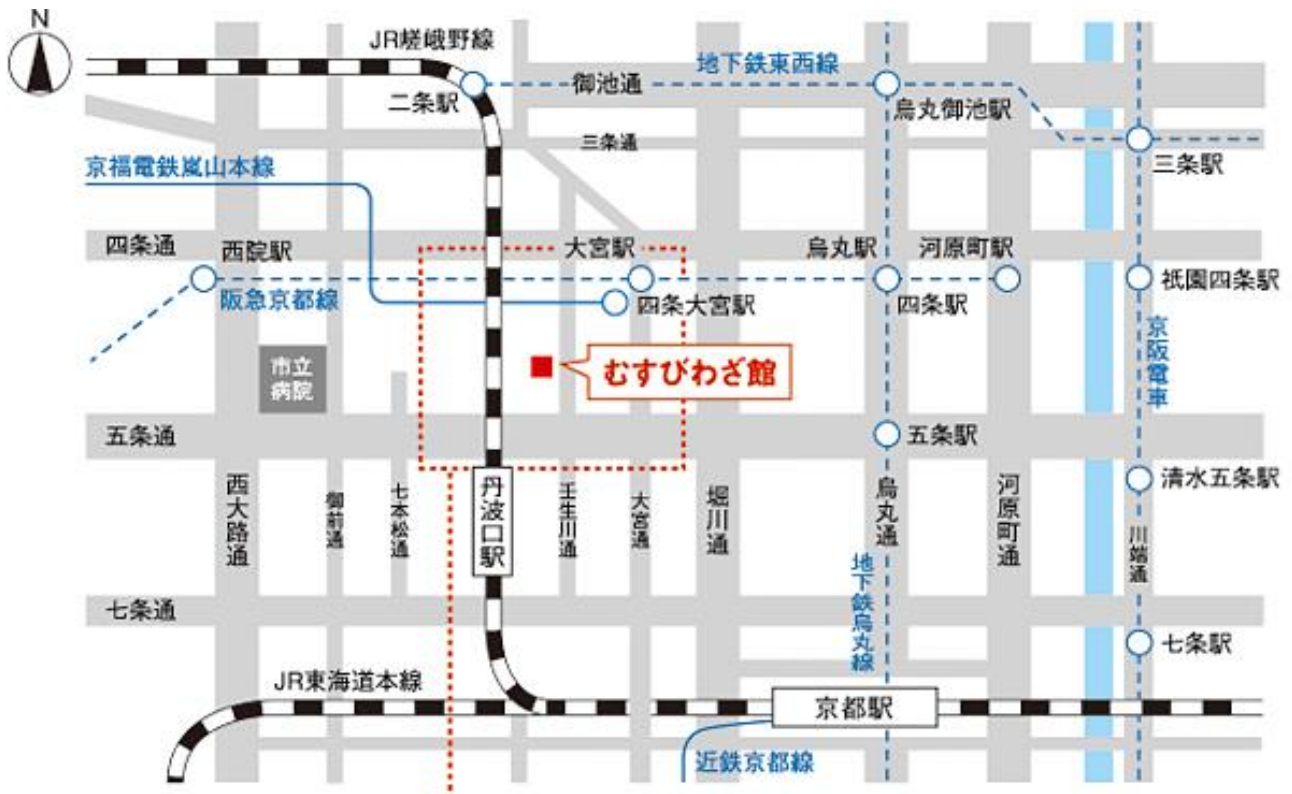 N
JR嵯峨野線
地下鉄東西線
御池通
二条駅
烏丸御池駅
三条通
三条駅
京福電鉄嵐山本線
四条通
西院駅
大宮駅
烏丸駅
河原町駅
阪急京都線
四条大宮駅
四条駅
祇園四条駅
京阪電車
市立
病院
むすびわざ館
五条通
五条駅
清水五条駅
西大路通
御前通
七本松通
丹波口駅
壬生川通
大宮通
堀川通
烏丸通
河原町通
川端通
地下鉄烏丸線
七条通
七条駅
JR東海道本線
京都駅
近鉄京都線